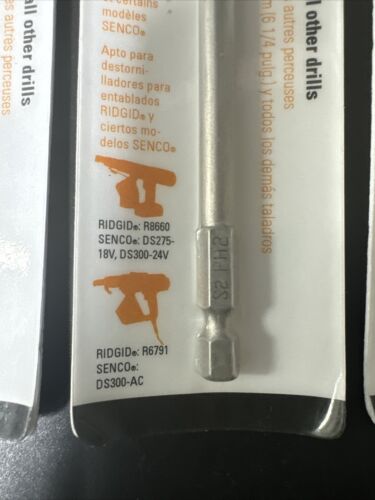 et certains
modèles
SENCO®
Apto para
destorni-
lladores para
entablados
RIDGID® y
ciertos mo-
delos SENCO®
RIDGID®: R8660
SENCO®: DS275-
18V, DS300-24V
RIDGID®: R6791
SENCO®:
DS300-AC
all other drills
autres perceuses
(6 1/4 pulg.) y todos los demás taladros
S2 PH2
all other drills
autres perceuses